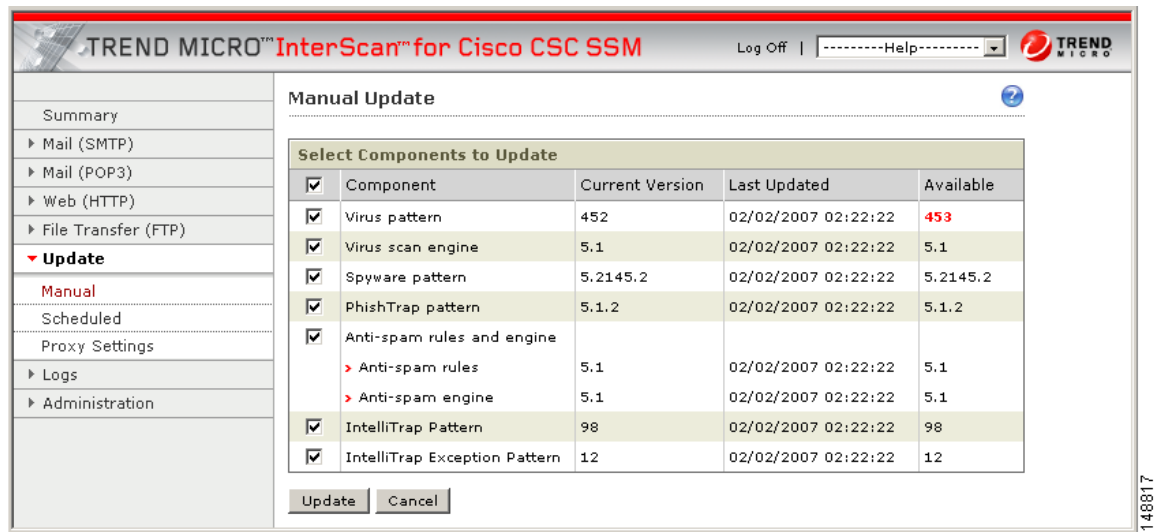 TREND MICRO™ InterScan™ for Cisco CSC SSM
Log Off | ---------Help---------
TREND MICRO
Summary
Mail (SMTP)
Mail (POP3)
Web (HTTP)
File Transfer (FTP)
Update
Manual
Scheduled
Proxy Settings
Logs
Administration
Manual Update
?
Select Components to Update
Component Current Version Last Updated Available
Virus pattern 452 02/02/2007 02:22:22 453
Virus scan engine 5.1 02/02/2007 02:22:22 5.1
Spyware pattern 5.2145.2 02/02/2007 02:22:22 5.2145.2
PhishTrap pattern 5.1.2 02/02/2007 02:22:22 5.1.2
Anti-spam rules and engine
Anti-spam rules 5.1 02/02/2007 02:22:22 5.1
Anti-spam engine 5.1 02/02/2007 02:22:22 5.1
IntelliTrap Pattern 98 02/02/2007 02:22:22 98
IntelliTrap Exception Pattern 12 02/02/2007 02:22:22 12
Update Cancel
148817